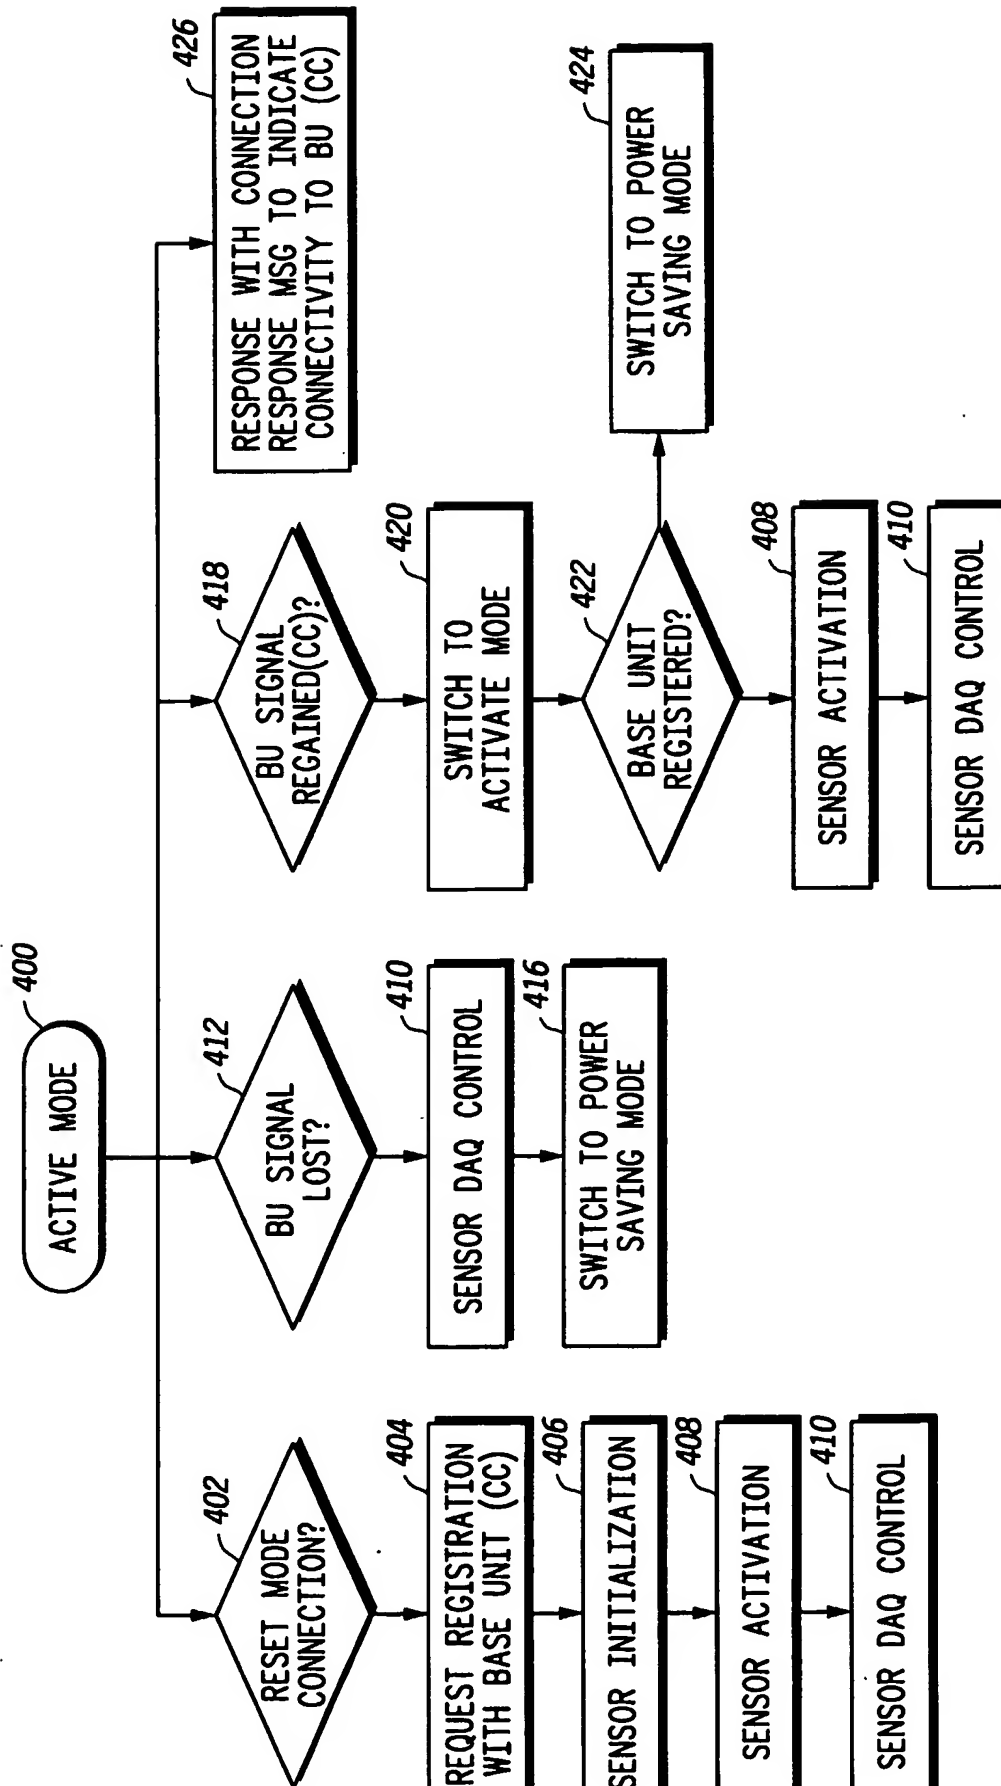 400
ACTIVE MODE
402
RESET MODE
CONNECTION?
404
REQUEST REGISTRATION
WITH BASE UNIT (CC)
406
SENSOR INITIALIZATION
408
SENSOR ACTIVATION
410
SENSOR DAQ CONTROL
412
BU SIGNAL
LOST?
410
SENSOR DAQ CONTROL
416
SWITCH TO POWER
SAVING MODE
418
BU SIGNAL
REGAINED(CC)?
420
SWITCH TO
ACTIVATE MODE
422
BASE UNIT
REGISTERED?
424
SWITCH TO POWER
SAVING MODE
408
SENSOR ACTIVATION
410
SENSOR DAQ CONTROL
426
RESPONSE WITH CONNECTION
RESPONSE MSG TO INDICATE
CONNECTIVITY TO BU (CC)